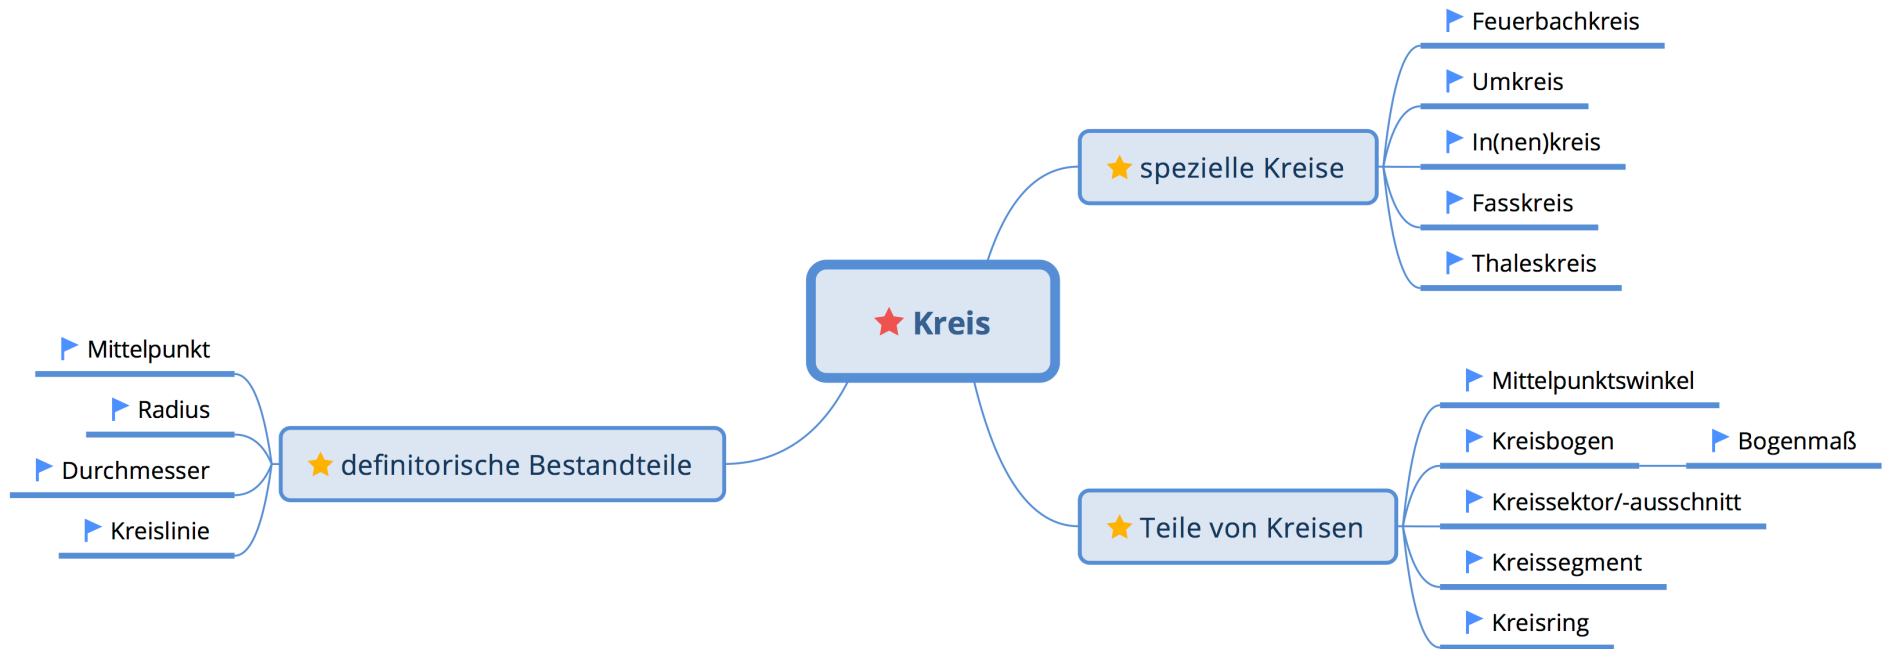 Feuerbachkreis
Umkreis
In(nen)kreis
spezielle Kreise
Fasskreis
Thaleskreis
Kreis
Mittelpunkt
Radius
definitorische Bestandteile
Durchmesser
Kreislinie
Mittelpunktswinkel
Kreisbogen
Bogenmaß
Kreissektor/-ausschnitt
Teile von Kreisen
Kreissegment
Kreisring